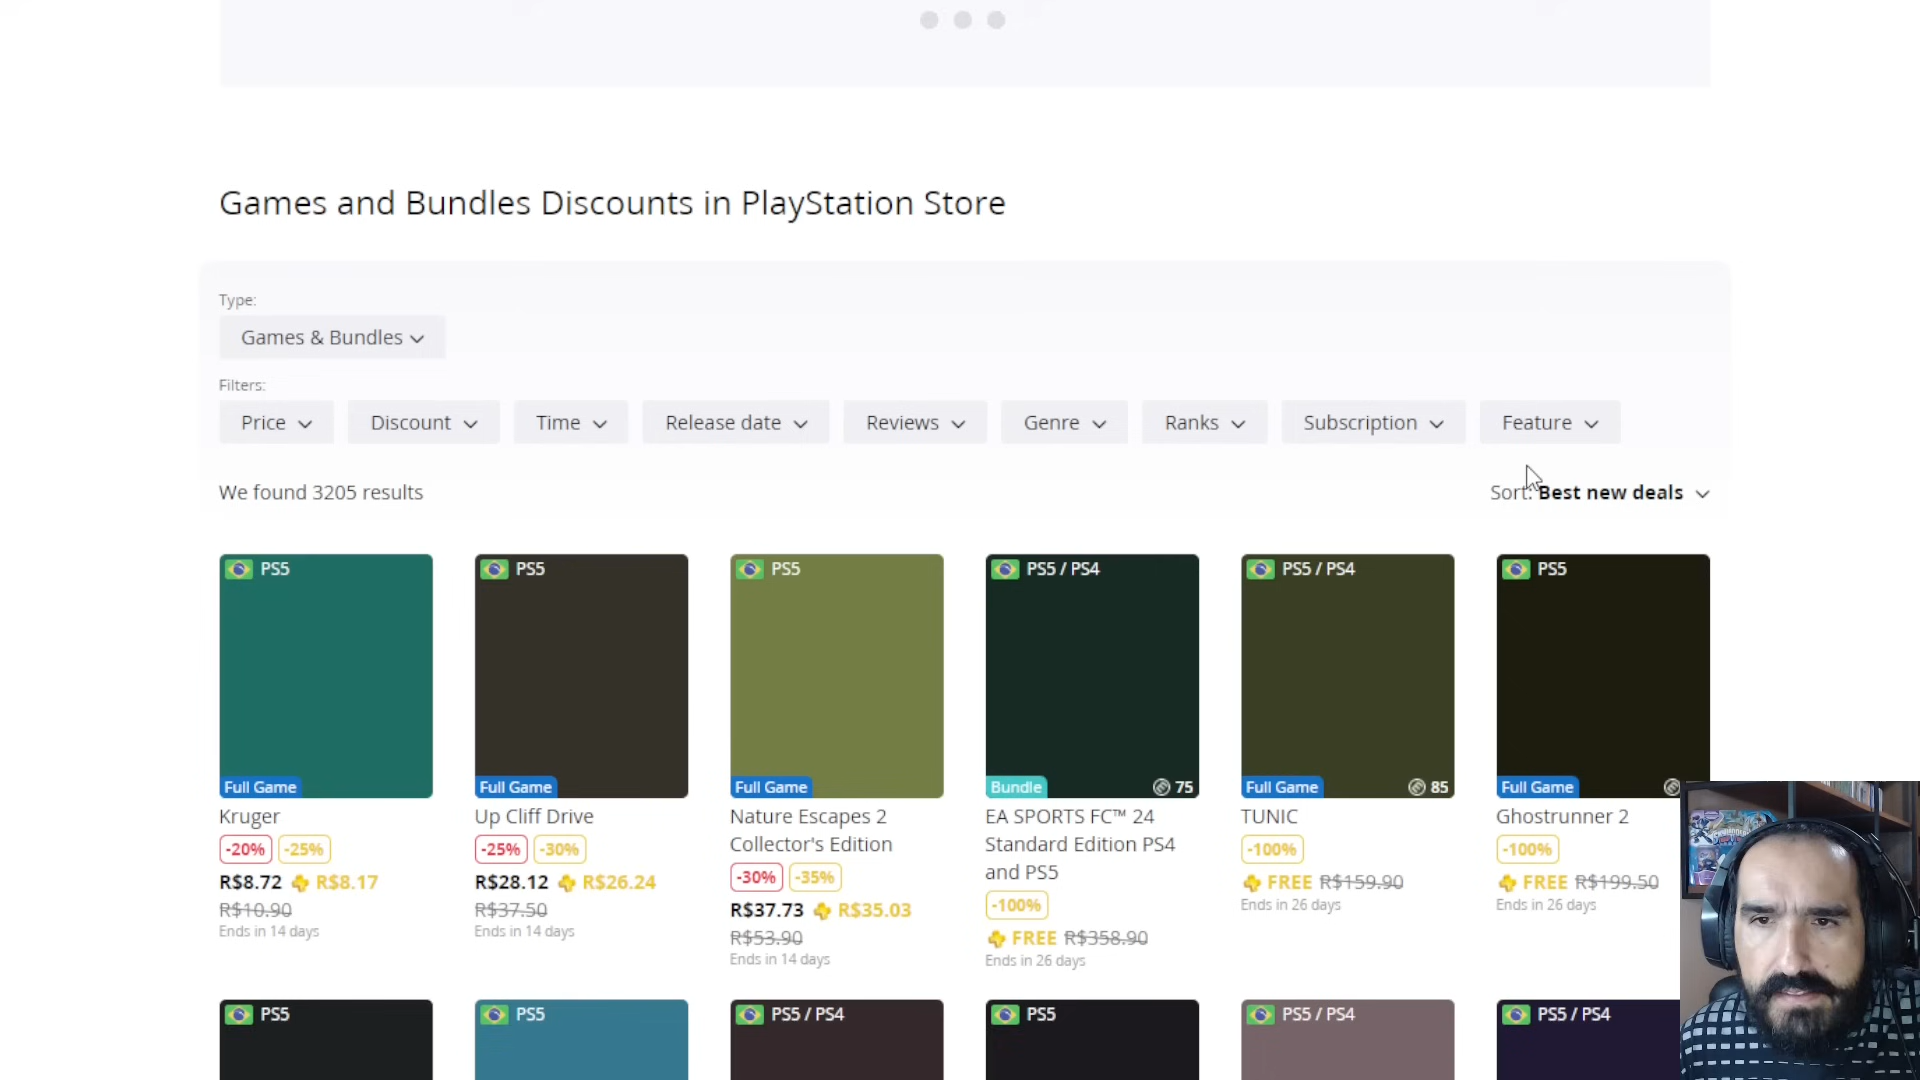 Games and Bundles Discounts in PlayStation Store
Type:
Games & Bundles
Filters:
Price
Discount
Time
Release date
Reviews
Genre
Ranks
Subscription
Feature
We found 3205 results
Sort: Best new deals
PS5
Full Game
Kruger
-20% -25%
R$8.72 R$8.17
R$10.90
Ends in 14 days
PS5
Full Game
Up Cliff Drive
-25% -30%
R$28.12 R$26.24
R$37.50
Ends in 14 days
PS5
Full Game
Nature Escapes 2
Collector's Edition
-30% -35%
R$37.73 R$35.03
R$53.90
Ends in 14 days
PS5 / PS4
Bundle 75
EA SPORTS FC™ 24
Standard Edition PS4
and PS5
-100%
FREE R$358.90
Ends in 26 days
PS5 / PS4
Full Game 85
TUNIC
-100%
FREE R$159.90
Ends in 26 days
PS5
Full Game
Ghostrunner 2
-100%
FREE R$199.50
Ends in 26 days
PS5
PS5
PS5 / PS4
PS5
PS5 / PS4
PS5 / PS4